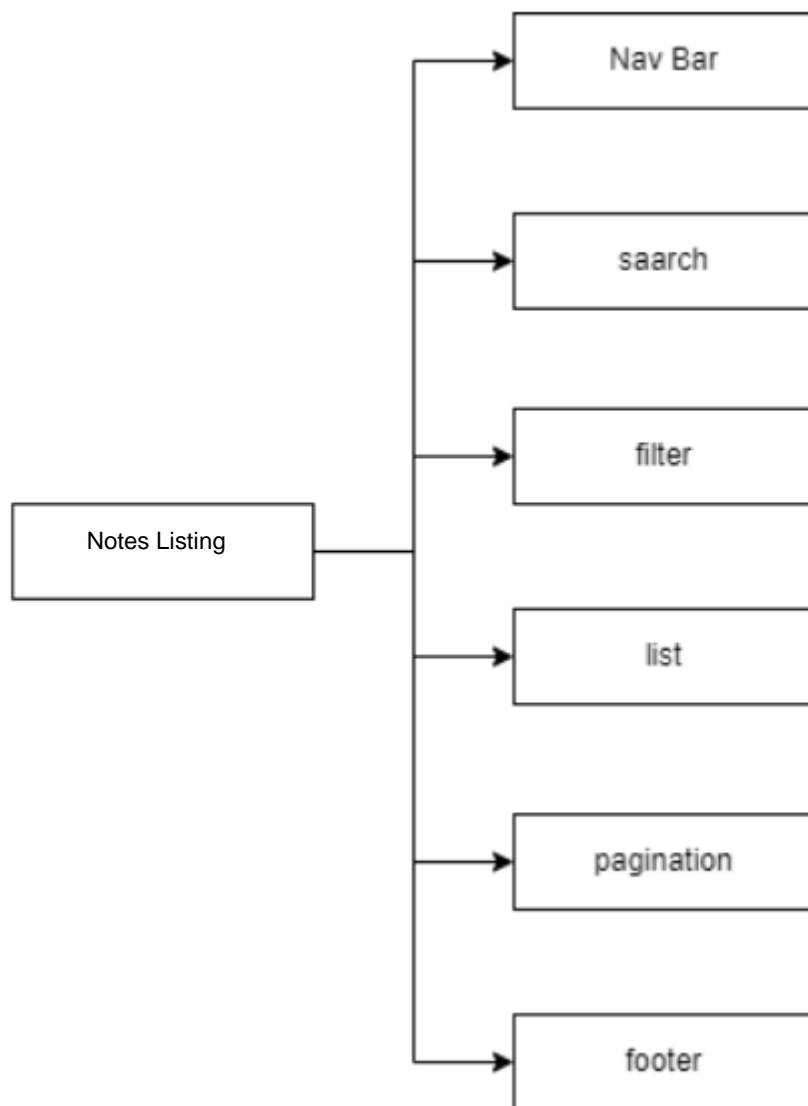 Nav Bar
saarch
filter
Notes Listing
list
pagination
footer